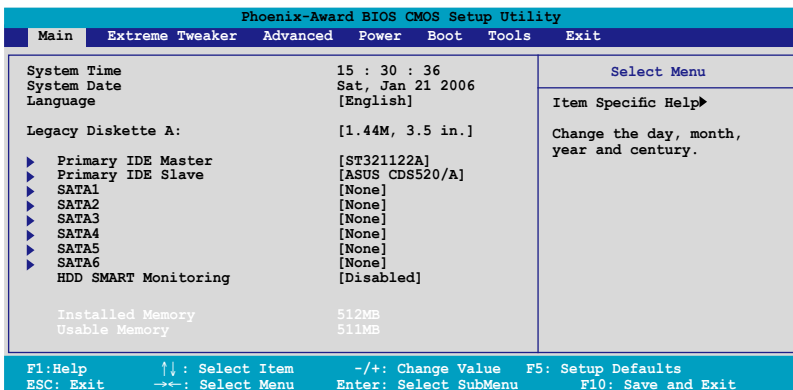 Phoenix-Award BIOS CMOS Setup Utility
Main Extreme Tweaker Advanced Power Boot Tools Exit
System Time 15 : 30 : 36
System Date Sat, Jan 21 2006
Language [English]
Legacy Diskette A: [1.44M, 3.5 in.]
Primary IDE Master [ST321122A]
Primary IDE Slave [ASUS CDS520/A]
SATA1 [None]
SATA2 [None]
SATA3 [None]
SATA4 [None]
SATA5 [None]
SATA6 [None]
HDD SMART Monitoring [Disabled]
Installed Memory 512MB
Usable Memory 511MB
Select Menu
Item Specific Help
Change the day, month,
year and century.
F1:Help ↑↓ : Select Item -/+: Change Value F5: Setup Defaults
ESC: Exit →←: Select Menu Enter: Select SubMenu F10: Save and Exit